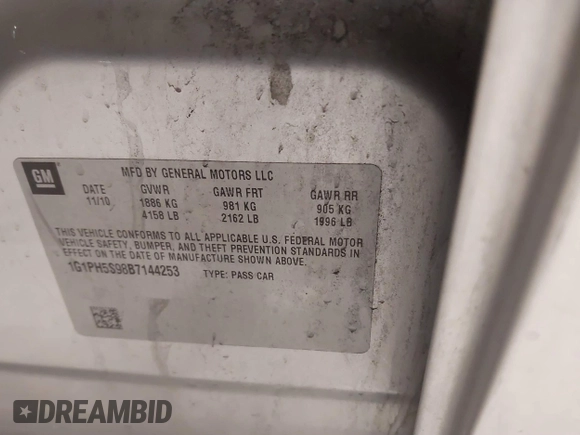 GM
MFD BY GENERAL MOTORS LLC
DATE GVWR GAWR FRT GAWR RR
11/10 1886 KG 981 KG 905 KG
4158 LB 2162 LB 1996 LB
THIS VEHICLE CONFORMS TO ALL APPLICABLE U.S. FEDERAL MOTOR
VEHICLE SAFETY, BUMPER, AND THEFT PREVENTION STANDARDS IN
EFFECT ON THE DATE OF MANUFACTURE SHOWN ABOVE.
1G1PH5S98B7144253 TYPE: PASS CAR
DREAMBID